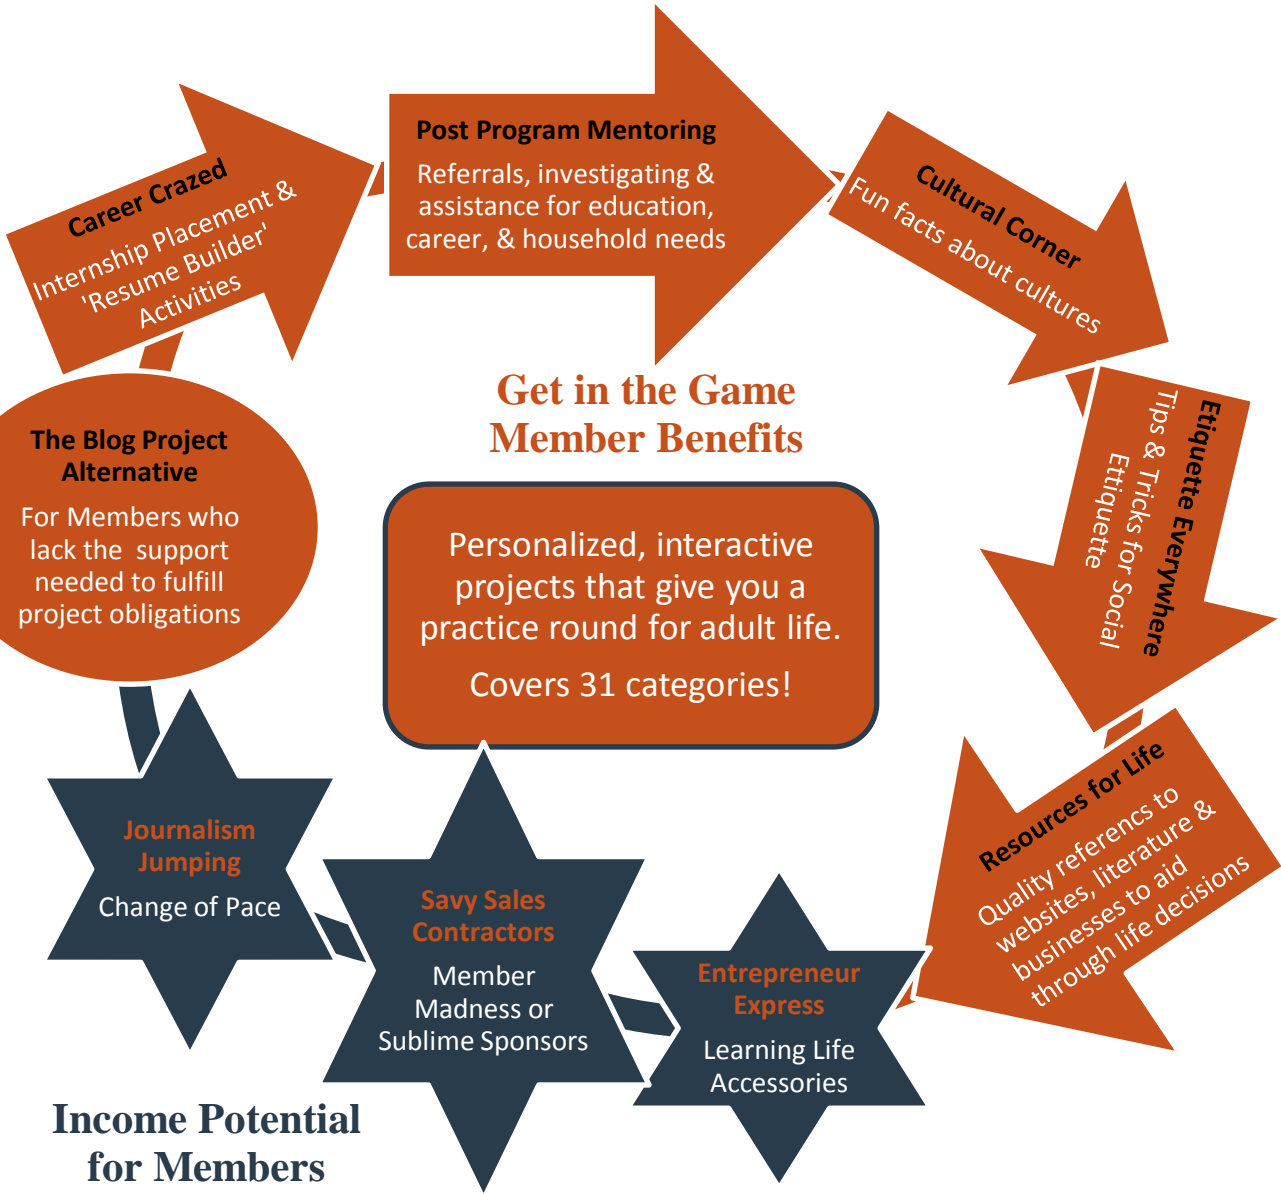 Post Program Mentoring
Referrals, investigating &
assistance for education,
career, & household needs
Cultural Corner
Fun facts about cultures
Etiquette Everywhere
Tips & Tricks for Social
Ettiquette
Resources for Life
Quality referencs to
websites, literature &
businesses to aid
through life decisions
Entrepreneur
Express
Learning Life
Accessories
Savy Sales
Contractors
Member
Madness or
Sublime Sponsors
Journalism
Jumping
Change of Pace
The Blog Project
Alternative
For Members who
lack the support
needed to fulfill
project obligations
Career Crazed
Internship Placement &
'Resume Builder'
Activities
Get in the Game
Member Benefits
Personalized, interactive
projects that give you a
practice round for adult life.
Covers 31 categories!
Income Potential
for Members